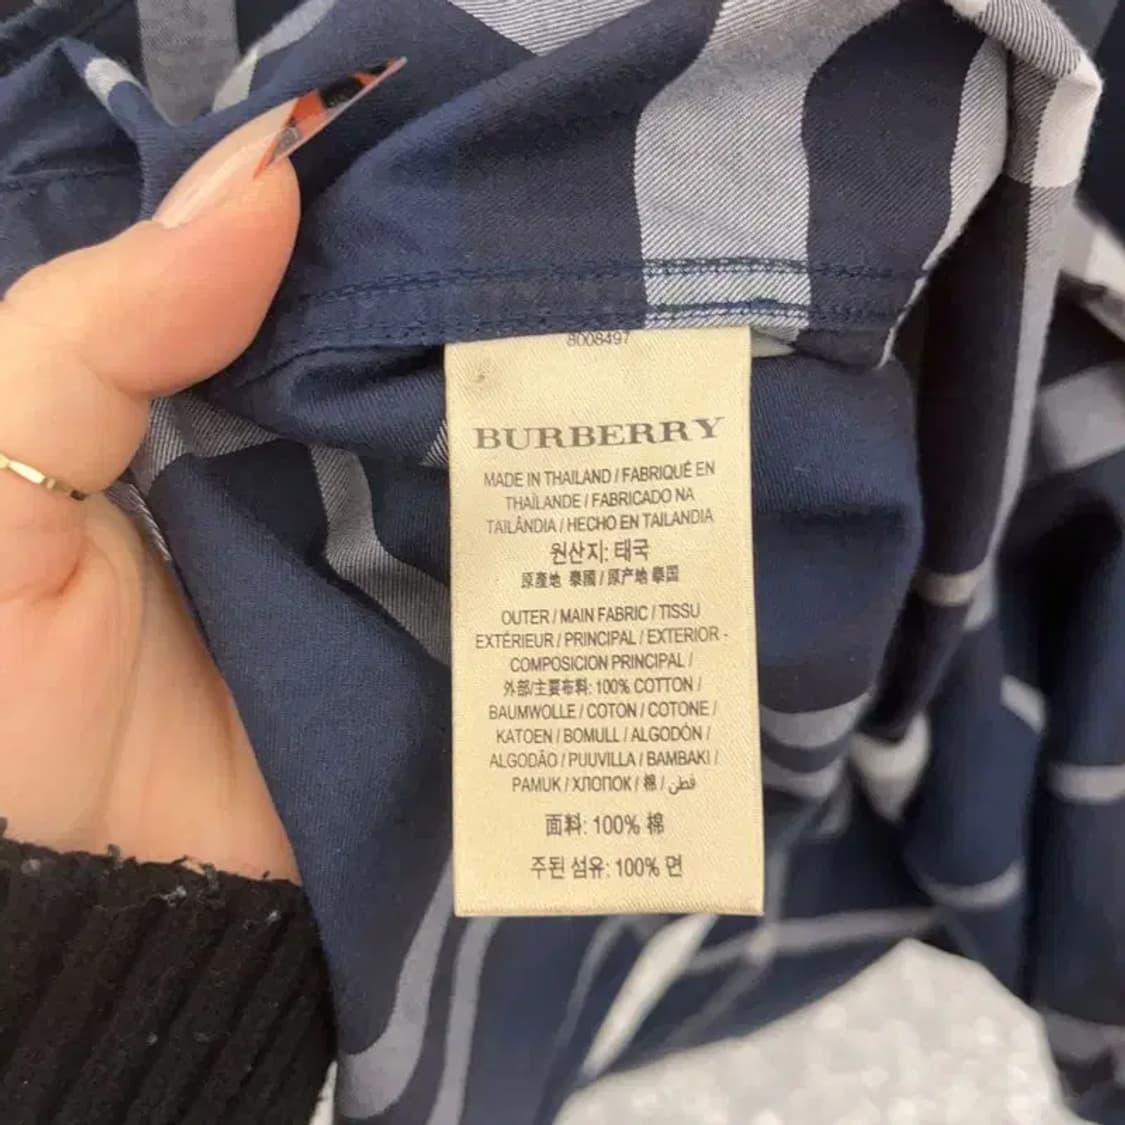 8008497
BURBERRY
MADE IN THAILAND / FABRIQUÉ EN
THAÏLANDE / FABRICADO NA
TAILÂNDIA / HECHO EN TAILANDIA
원산지: 태국
原產地 泰國 / 原产地 泰国
OUTER / MAIN FABRIC / TISSU
EXTÉRIEUR / PRINCIPAL / EXTERIOR -
COMPOSICION PRINCIPAL /
外部/主要布料: 100% COTTON /
BAUMWOLLE / COTON / COTONE /
KATOEN / BOMULL / ALGODÓN /
ALGODÃO / PUUVILLA / BAMBAKI /
PAMUK / ХЛОПОК / 棉 / قطن
面料: 100% 棉
주된 섬유: 100% 면